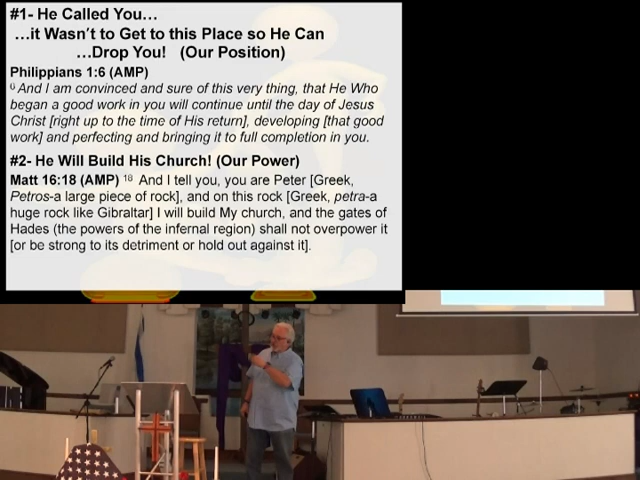 #1- He Called You…
…it Wasn't to Get to this Place so He Can
…Drop You!   (Our Position)
Philippians 1:6 (AMP)
6 And I am convinced and sure of this very thing, that He Who
began a good work in you will continue until the day of Jesus
Christ [right up to the time of His return], developing [that good
work] and perfecting and bringing it to full completion in you.
#2- He Will Build His Church! (Our Power)
Matt 16:18 (AMP) 18 And I tell you, you are Peter [Greek,
Petros-a large piece of rock], and on this rock [Greek, petra-a
huge rock like Gibraltar] I will build My church, and the gates of
Hades (the powers of the infernal region) shall not overpower it
[or be strong to its detriment or hold out against it].